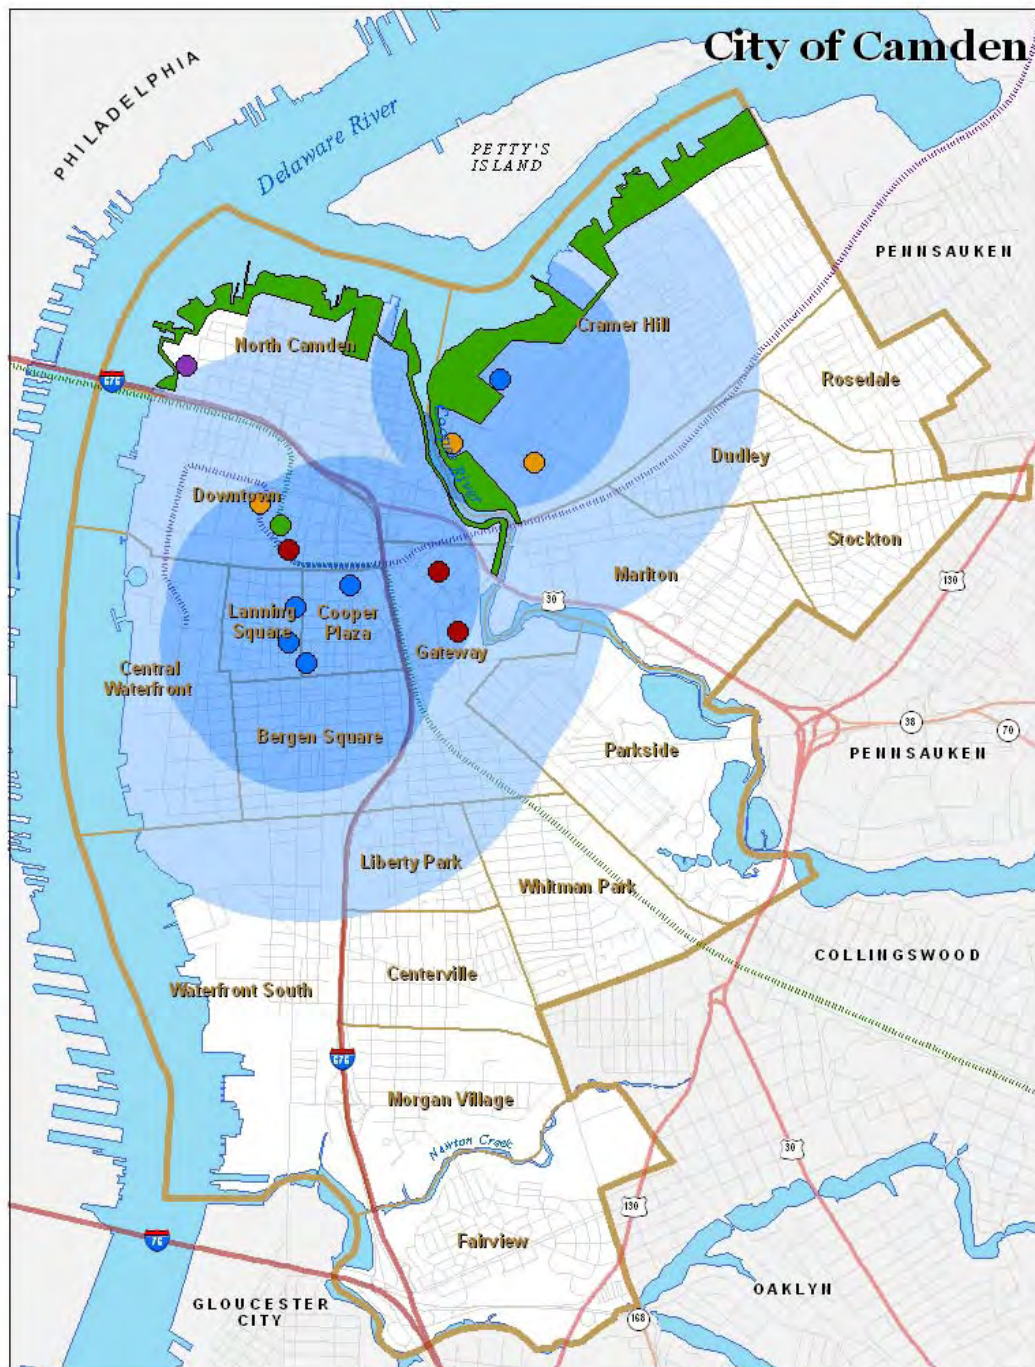 City of Camden
PHILADELPHIA
Delaware River
PETTY'S
ISLAND
PENNSAUKEN
Cramer Hill
North Camden
676
Rosedale
Cooper River
Dudley
Downtown
Stockton
Marlton
130
30
Lanning
Square
Cooper
Plaza
Gateway
Central
Waterfront
38
70
Bergen Square
Parkside
PENNSAUKEN
Liberty Park
Whitman Park
COLLINGSWOOD
Centerville
Waterfront South
676
Morgan Village
Newton Creek
30
130
Fairview
76
OAKLYN
GLOUCESTER
CITY
168